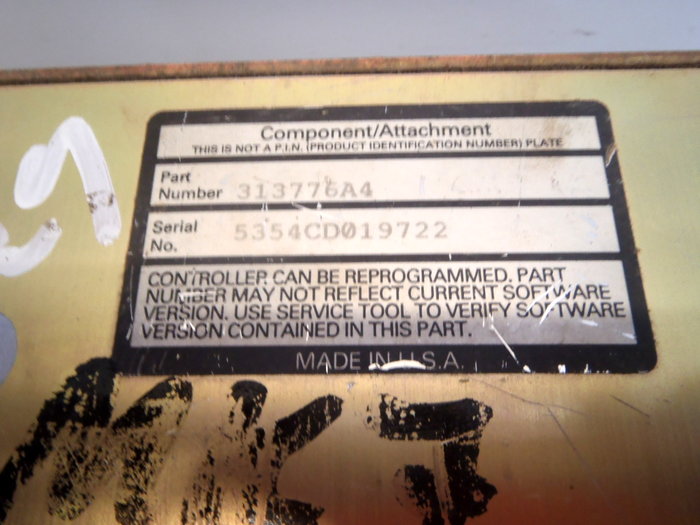 Component/Attachment
THIS IS NOT A P.I.N. (PRODUCT IDENTIFICATION NUMBER) PLATE
Part
Number 313776A4
Serial
No. 5354CD019722
CONTROLLER CAN BE REPROGRAMMED. PART
NUMBER MAY NOT REFLECT CURRENT SOFTWARE
VERSION. USE SERVICE TOOL TO VERIFY SOFTWARE
VERSION CONTAINED IN THIS PART.
MADE IN U.S.A.